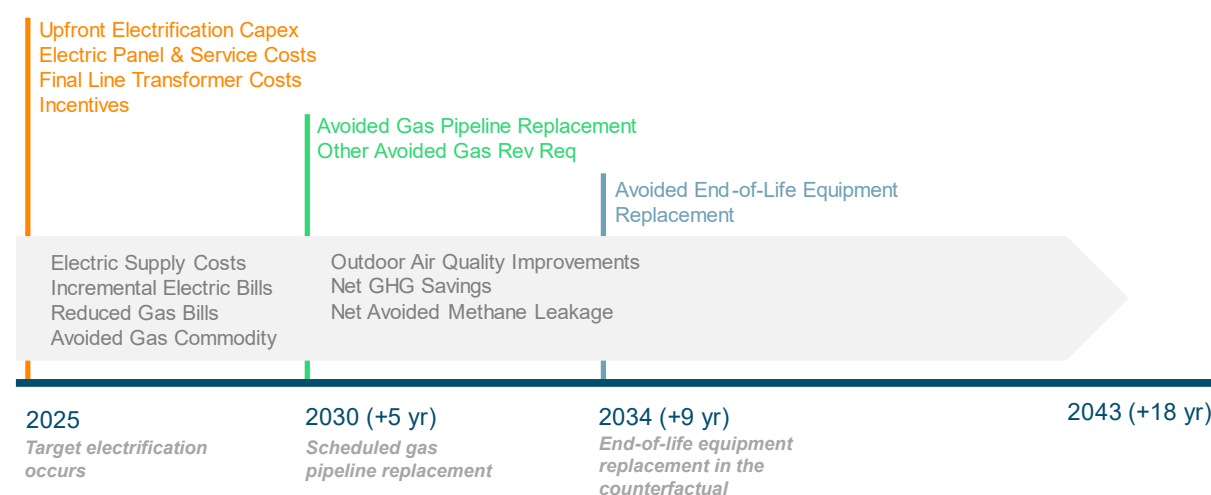 Upfront Electrification Capex
Electric Panel & Service Costs
Final Line Transformer Costs
Incentives
Avoided Gas Pipeline Replacement
Other Avoided Gas Rev Req
Avoided End-of-Life Equipment
Replacement
Electric Supply Costs
Incremental Electric Bills
Reduced Gas Bills
Avoided Gas Commodity
Outdoor Air Quality Improvements
Net GHG Savings
Net Avoided Methane Leakage
2025
Target electrification
occurs
2030 (+5 yr)
Scheduled gas
pipeline replacement
2034 (+9 yr)
End-of-life equipment
replacement in the
counterfactual
2043 (+18 yr)